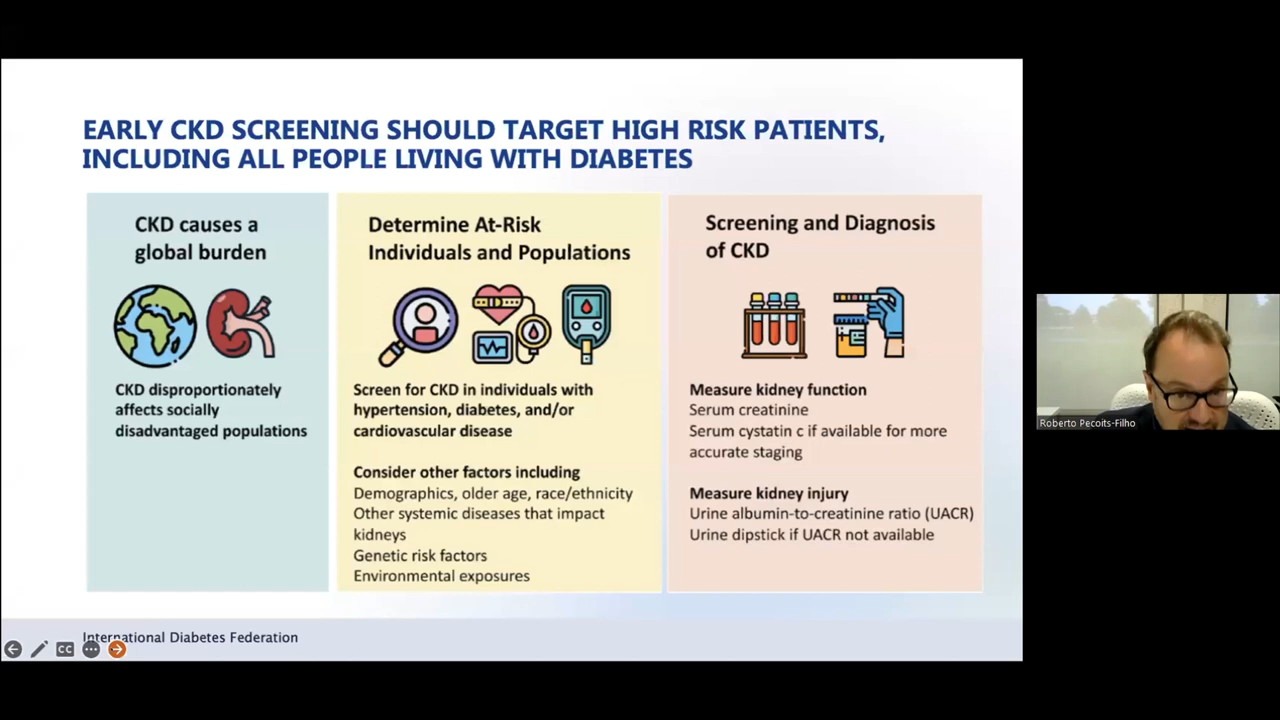 EARLY CKD SCREENING SHOULD TARGET HIGH RISK PATIENTS,
INCLUDING ALL PEOPLE LIVING WITH DIABETES
CKD causes a
global burden
CKD disproportionately
affects socially
disadvantaged populations
Determine At-Risk
Individuals and Populations
Screen for CKD in individuals with
hypertension, diabetes, and/or
cardiovascular disease
Consider other factors including
Demographics, older age, race/ethnicity
Other systemic diseases that impact
kidneys
Genetic risk factors
Environmental exposures
Screening and Diagnosis
of CKD
Measure kidney function
Serum creatinine
Serum cystatin c if available for more
accurate staging
Measure kidney injury
Urine albumin-to-creatinine ratio (UACR)
Urine dipstick if UACR not available
International Diabetes Federation
CC
Roberto Pecoits-Filho